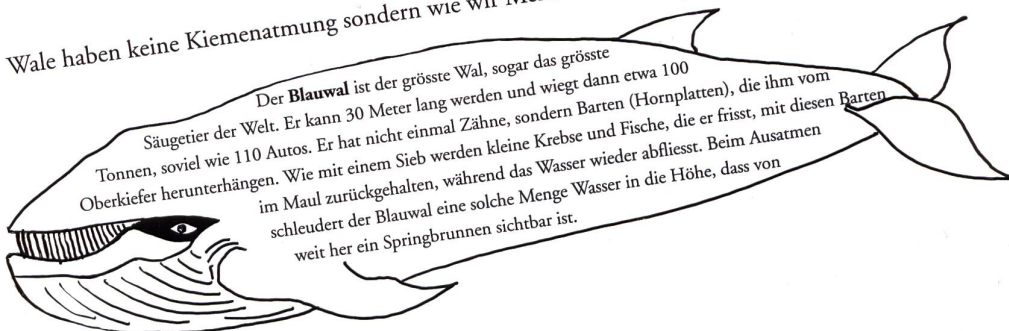 Wale haben keine Kiemenatmung sondern wie wir
Der Blauwal ist der grösste Wal, sogar das grösste
Säugetier der Welt. Er kann 30 Meter lang werden und wiegt dann etwa 100
Tonnen, soviel wie 110 Autos. Er hat nicht einmal Zähne, sondern Barten (Hornplatten), die ihm vom
Oberkiefer herunterhängen. Wie mit einem Sieb werden kleine Krebse und Fische, die er frisst, mit diesen Barten
im Maul zurückgehalten, während das Wasser wieder abfliesst. Beim Ausatmen
schleudert der Blauwal eine solche Menge Wasser in die Höhe, dass von
weit her ein Springbrunnen sichtbar ist.